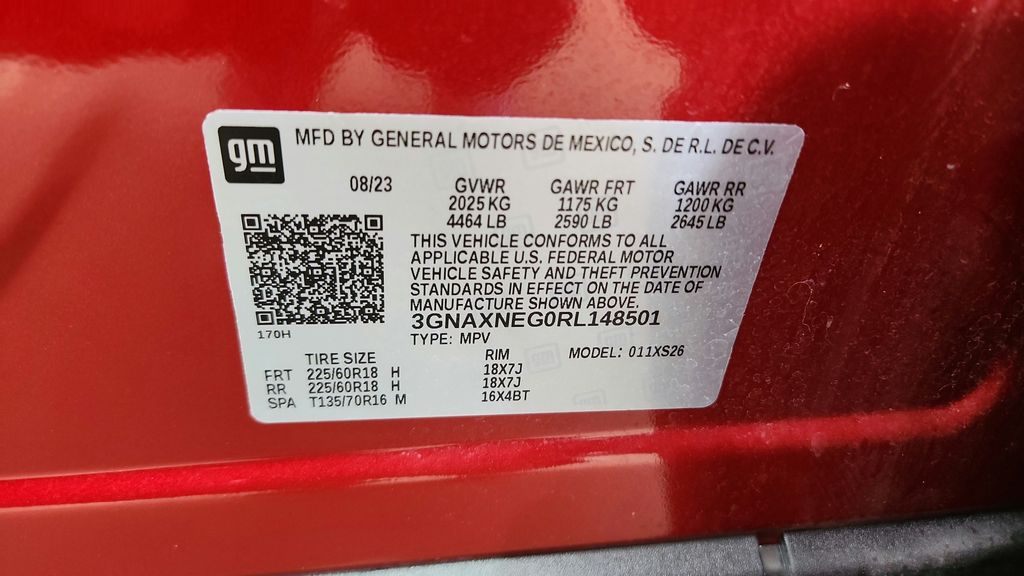 gm
MFD BY GENERAL MOTORS DE MEXICO, S. DE R.L. DE C.V.
08/23 GVWR GAWR FRT GAWR RR
2025 KG 1175 KG 1200 KG
4464 LB 2590 LB 2645 LB
THIS VEHICLE CONFORMS TO ALL
APPLICABLE U.S. FEDERAL MOTOR
VEHICLE SAFETY AND THEFT PREVENTION
STANDARDS IN EFFECT ON THE DATE OF
MANUFACTURE SHOWN ABOVE.
3GNAXNEG0RL148501
170H
TYPE: MPV
TIRE SIZE RIM MODEL: 011XS26
FRT 225/60R18 H 18X7J
RR 225/60R18 H 18X7J
SPA T135/70R16 M 16X4BT